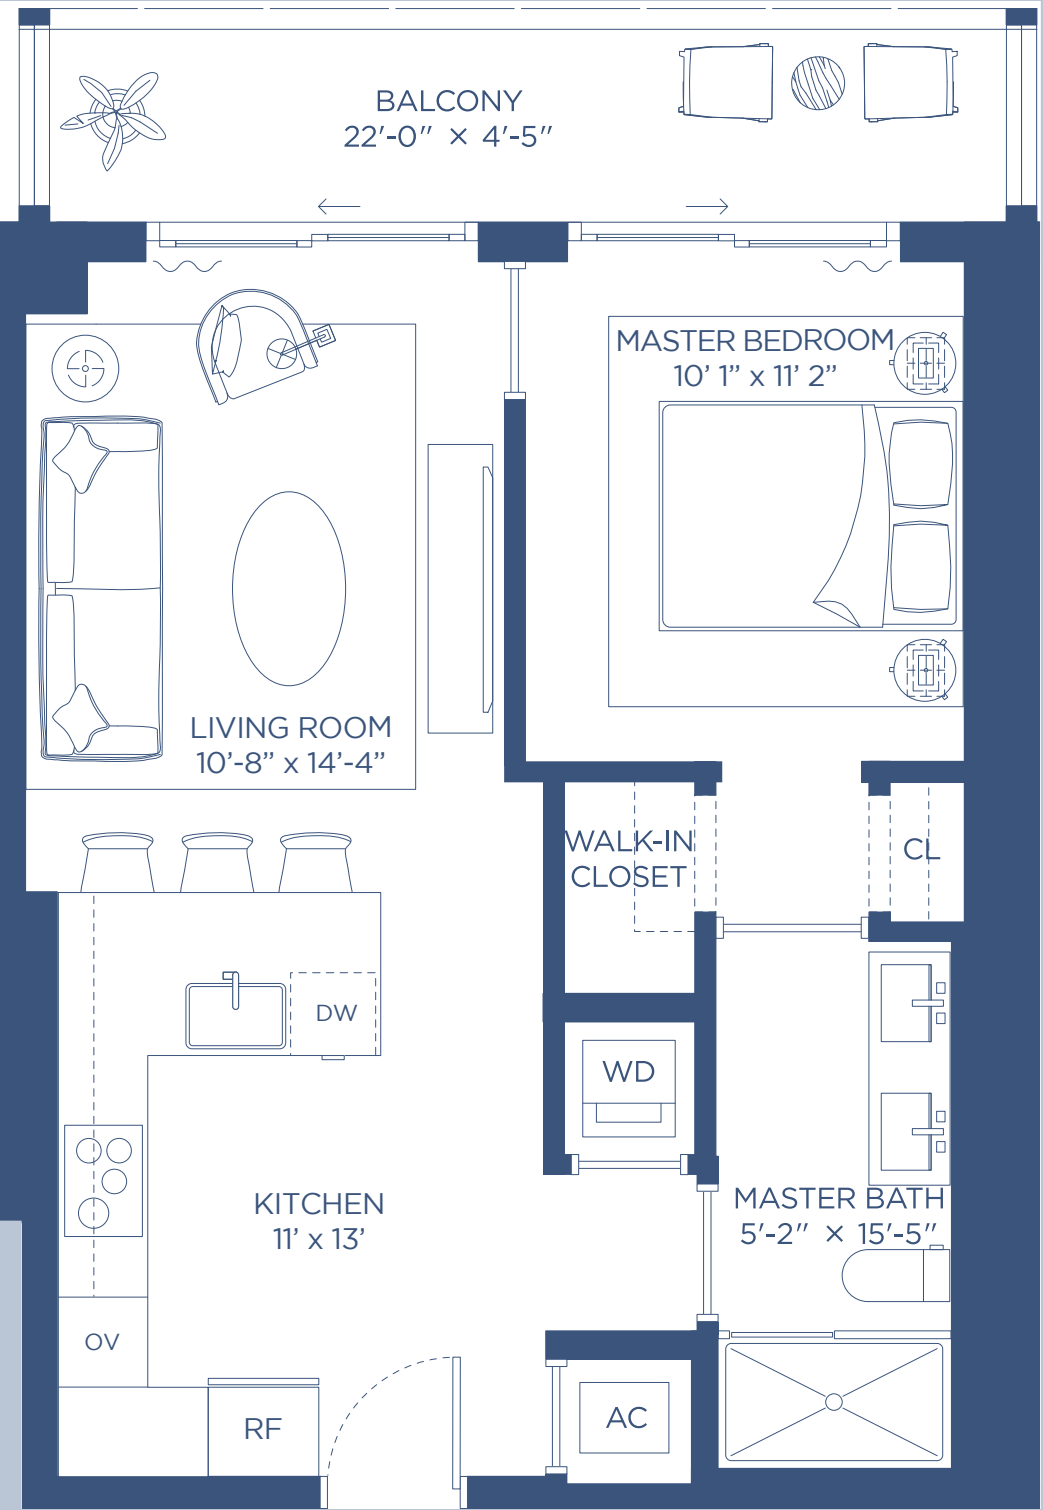 BALCONY
22'-0" × 4'-5"
MASTER BEDROOM
10' 1” x 11' 2”
LIVING ROOM
10’-8” x 14’-4”
WALK-IN
CLOSET
CL
DW
WD
KITCHEN
11’ x 13’
MASTER BATH
5'-2" × 15'-5"
OV
RF
AC